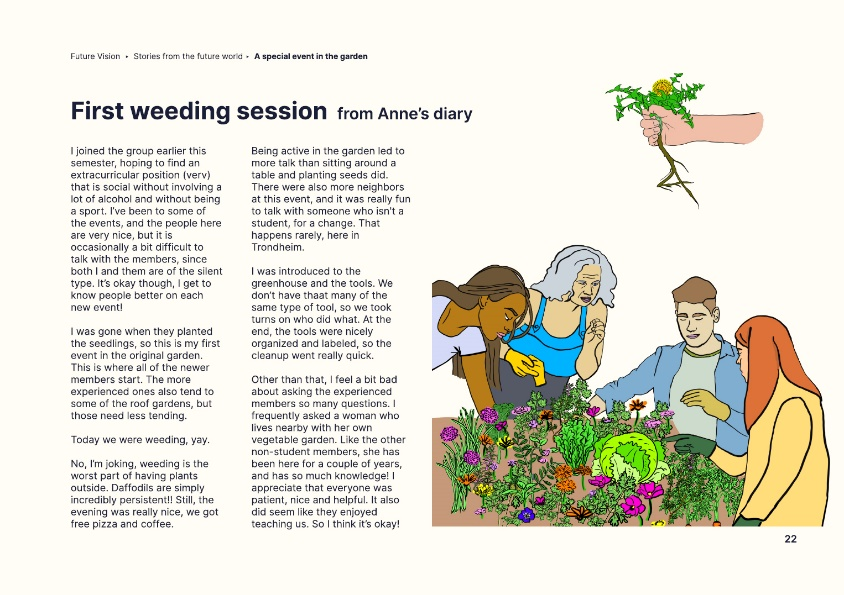 Future Vision • Stories from the future world • A special event in the garden
First weeding session from Anne's diary
I joined the group earlier this
semester, hoping to find an
extracurricular position (verv)
that is social without involving a
lot of alcohol and without being
a sport. I've been to some of
the events, and the people here
are very nice, but it is
occasionally a bit difficult to
talk with the members, since
both I and them are of the silent
type. It's okay though, I get to
know people better on each
new event!
I was gone when they planted
the seedlings, so this is my first
event in the original garden.
This is where all of the newer
members start. The more
experienced ones also tend to
some of the roof gardens, but
those need less tending.
Today we were weeding, yay.
No, I'm joking, weeding is the
worst part of having plants
outside. Daffodils are simply
incredibly persistent!! Still, the
evening was really nice, we got
free pizza and coffee.
Being active in the garden led to
more talk than sitting around a
table and planting seeds did.
There were also more neighbors
at this event, and it was really fun
to talk with someone who isn't a
student, for a change. That
happens rarely, here in
Trondheim.
I was introduced to the
greenhouse and the tools. We
don't have thaat many of the
same type of tool, so we took
turns on who did what. At the
end, the tools were nicely
organized and labeled, so the
cleanup went really quick.
Other than that, I feel a bit bad
about asking the experienced
members so many questions. I
frequently asked a woman who
lives nearby with her own
vegetable garden. Like the other
non-student members, she has
been here for a couple of years,
and has so much knowledge! I
appreciate that everyone was
patient, nice and helpful. It also
did seem like they enjoyed
teaching us. So I think it's okay!
22